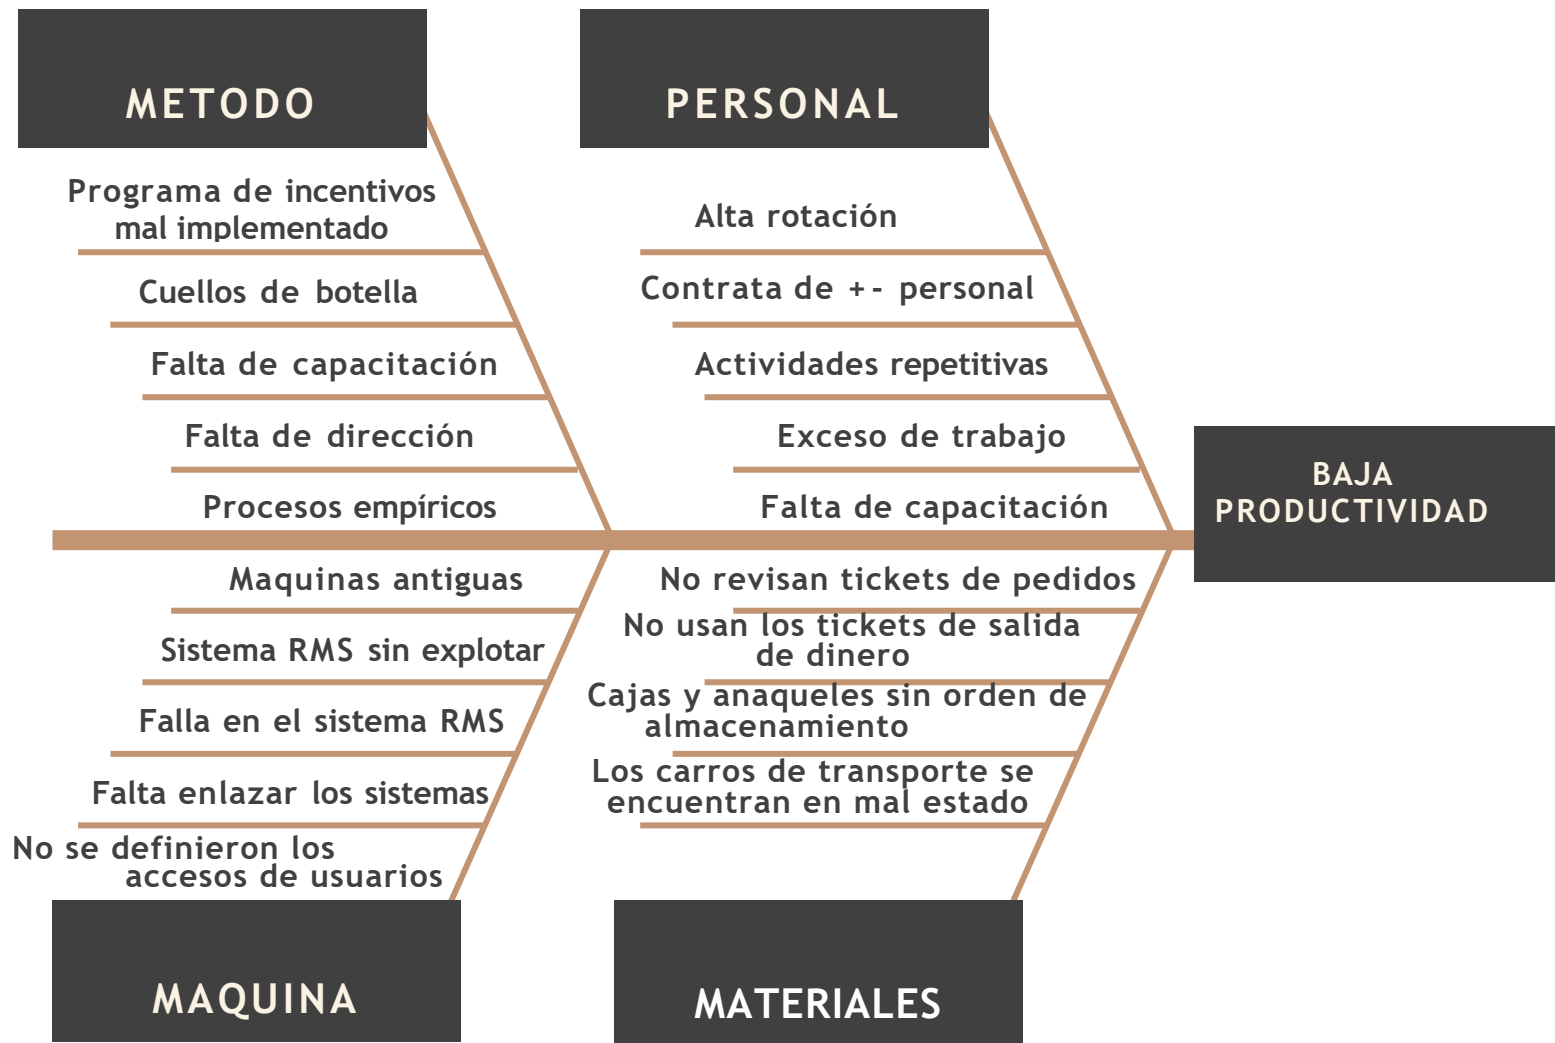 METODO
PERSONAL
Programa de incentivos
mal implementado
Cuellos de botella
Falta de capacitación
Falta de dirección
Procesos empíricos
Alta rotación
Contrata de +- personal
Actividades repetitivas
Exceso de trabajo
Falta de capacitación
BAJA
PRODUCTIVIDAD
Maquinas antiguas
Sistema RMS sin explotar
Falla en el sistema RMS
Falta enlazar los sistemas
No se definieron los
accesos de usuarios
No revisan tickets de pedidos
No usan los tickets de salida
de dinero
Cajas y anaqueles sin orden de
almacenamiento
Los carros de transporte se
encuentran en mal estado
MAQUINA
MATERIALES